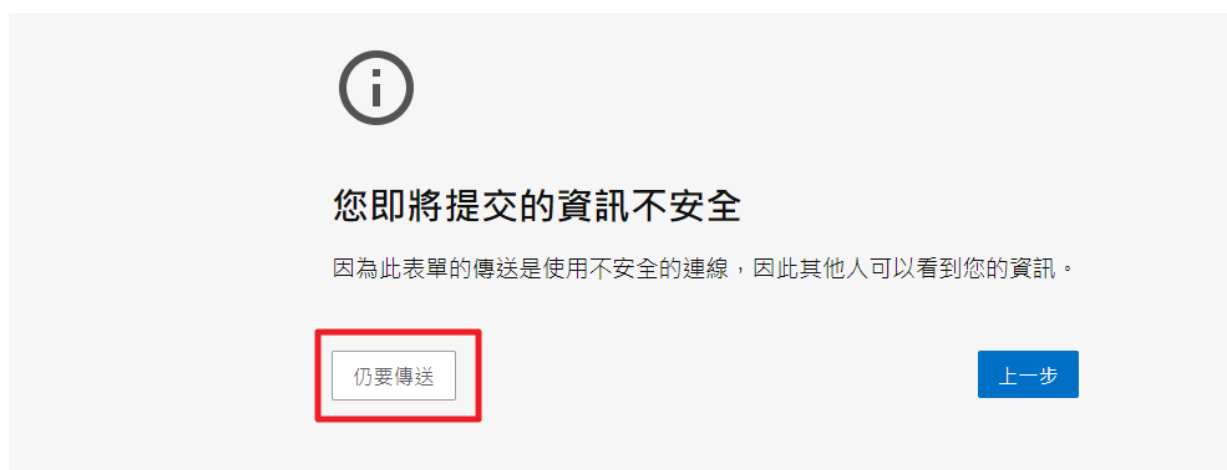 您即將提交的資訊不安全
因為此表單的傳送是使用不安全的連線，因此其他人可以看到您的資訊。
仍要傳送
上一步